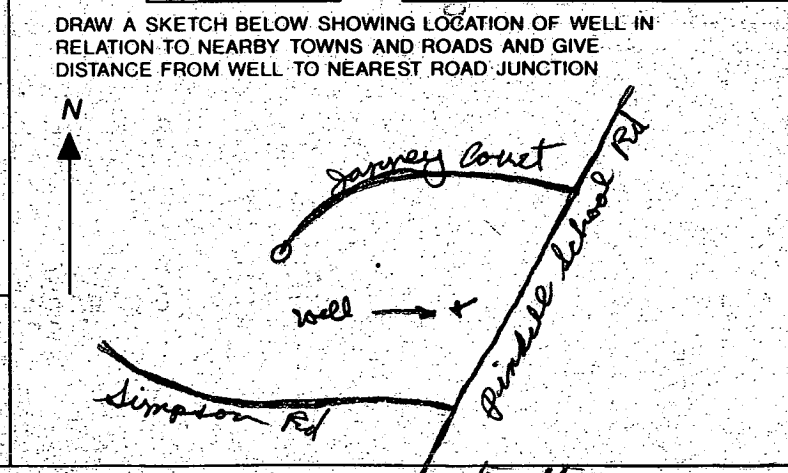 DRAW A SKETCH BELOW SHOWING LOCATION OF WELL IN
RELATION TO NEARBY TOWNS AND ROADS AND GIVE
DISTANCE FROM WELL TO NEAREST ROAD JUNCTION
N
Janney Court
Pindell School Rd
well
Simpson Rd